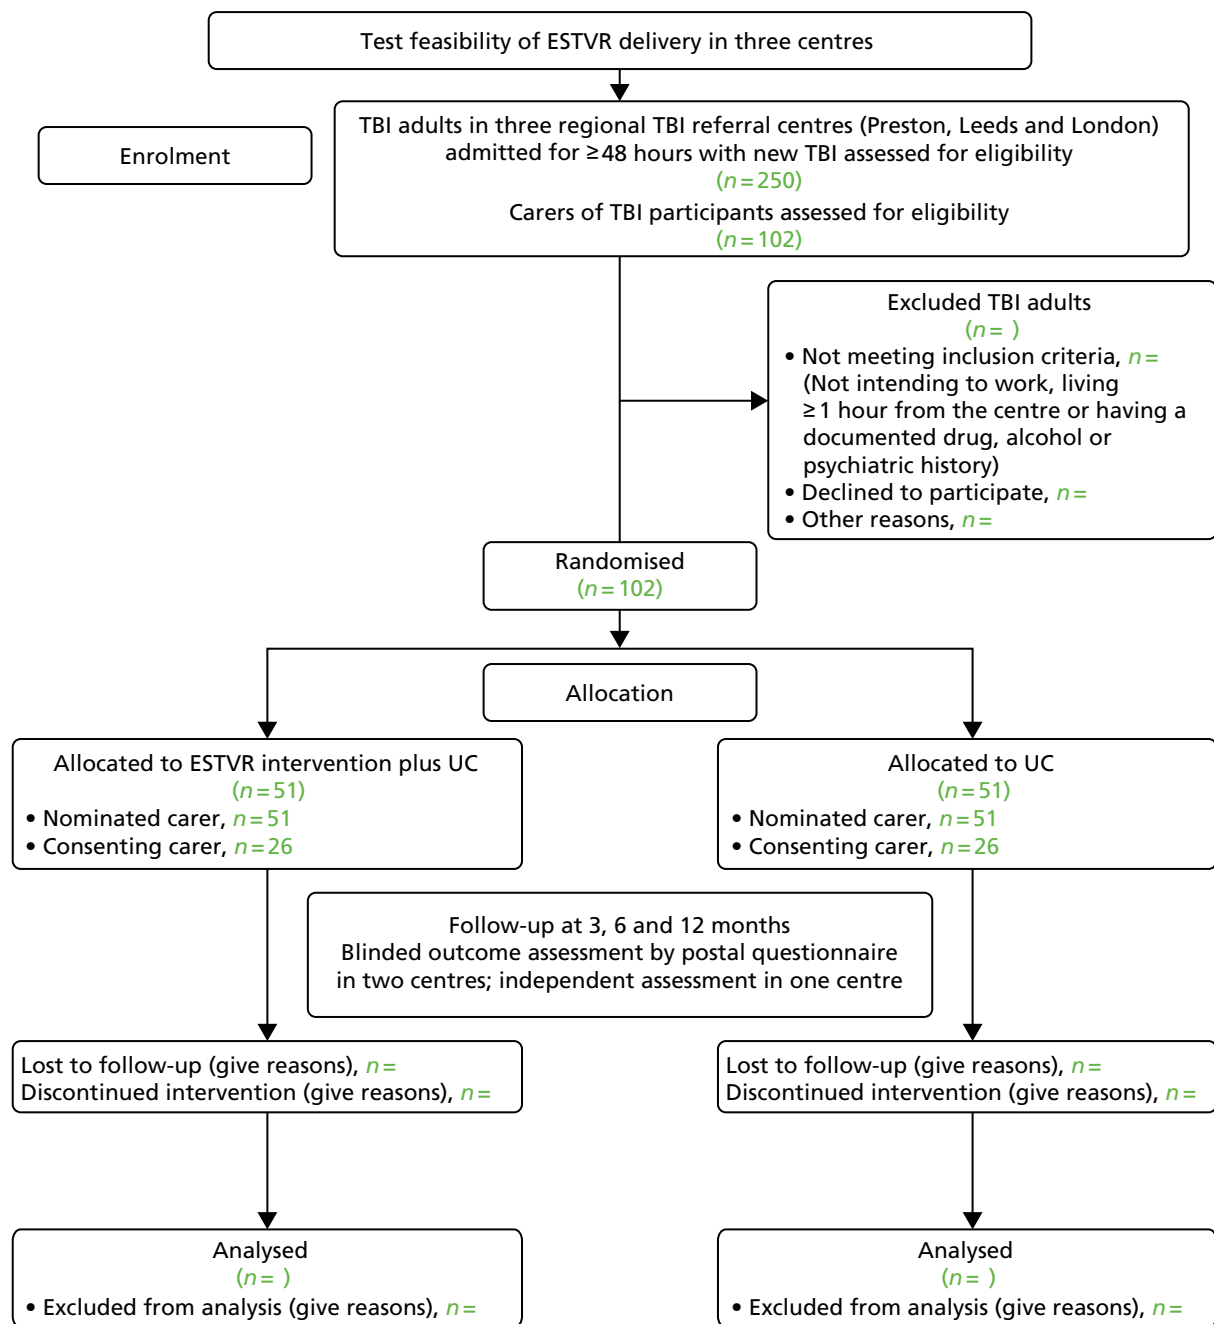 Test feasibility of ESTVR delivery in three centres
Enrolment
TBI adults in three regional TBI referral centres (Preston, Leeds and London)
admitted for ≥48 hours with new TBI assessed for eligibility
(n=250)
Carers of TBI participants assessed for eligibility
(n=102)
Excluded TBI adults
(n= )
• Not meeting inclusion criteria, n=
(Not intending to work, living
≥1 hour from the centre or having a
documented drug, alcohol or
psychiatric history)
• Declined to participate, n=
• Other reasons, n=
Randomised
(n=102)
Allocation
Allocated to ESTVR intervention plus UC
(n=51)
• Nominated carer, n=51
• Consenting carer, n=26
Allocated to UC
(n=51)
• Nominated carer, n=51
• Consenting carer, n=26
Follow-up at 3, 6 and 12 months
Blinded outcome assessment by postal questionnaire
in two centres; independent assessment in one centre
Lost to follow-up (give reasons), n=
Discontinued intervention (give reasons), n=
Lost to follow-up (give reasons), n=
Discontinued intervention (give reasons), n=
Analysed
(n= )
• Excluded from analysis (give reasons), n=
Analysed
(n= )
• Excluded from analysis (give reasons), n=